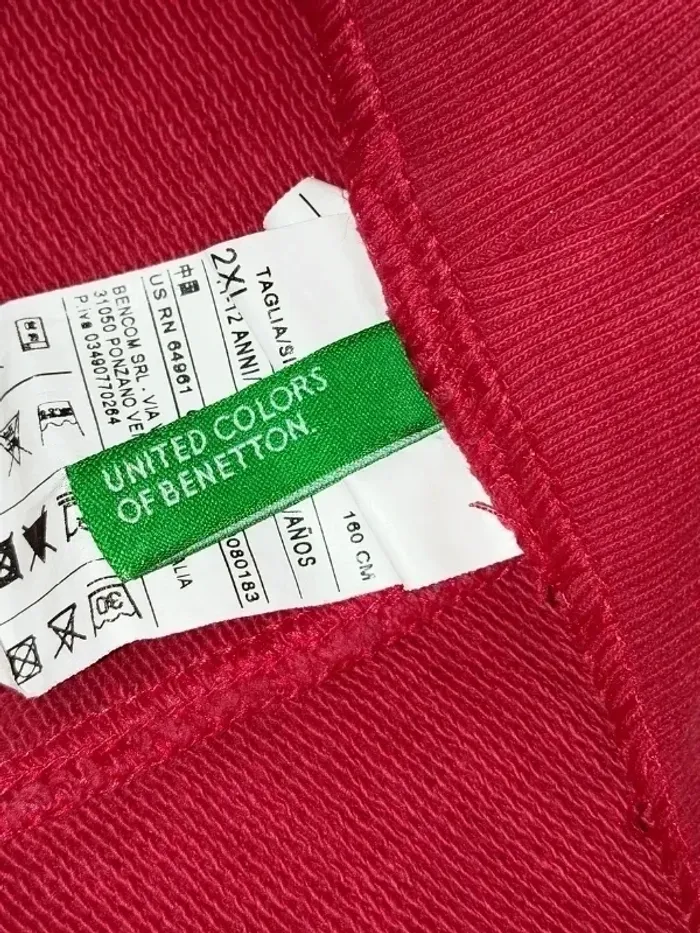 TAGLIA/SI
2XL
12 ANNI/
/AÑOS
160 CM
中国
US RN 64961
080183
BENCOM SRL - VIA
31050 PONZANO VE
P.iva 03490770264
ALIA
UNITED COLORS
OF BENETTON.